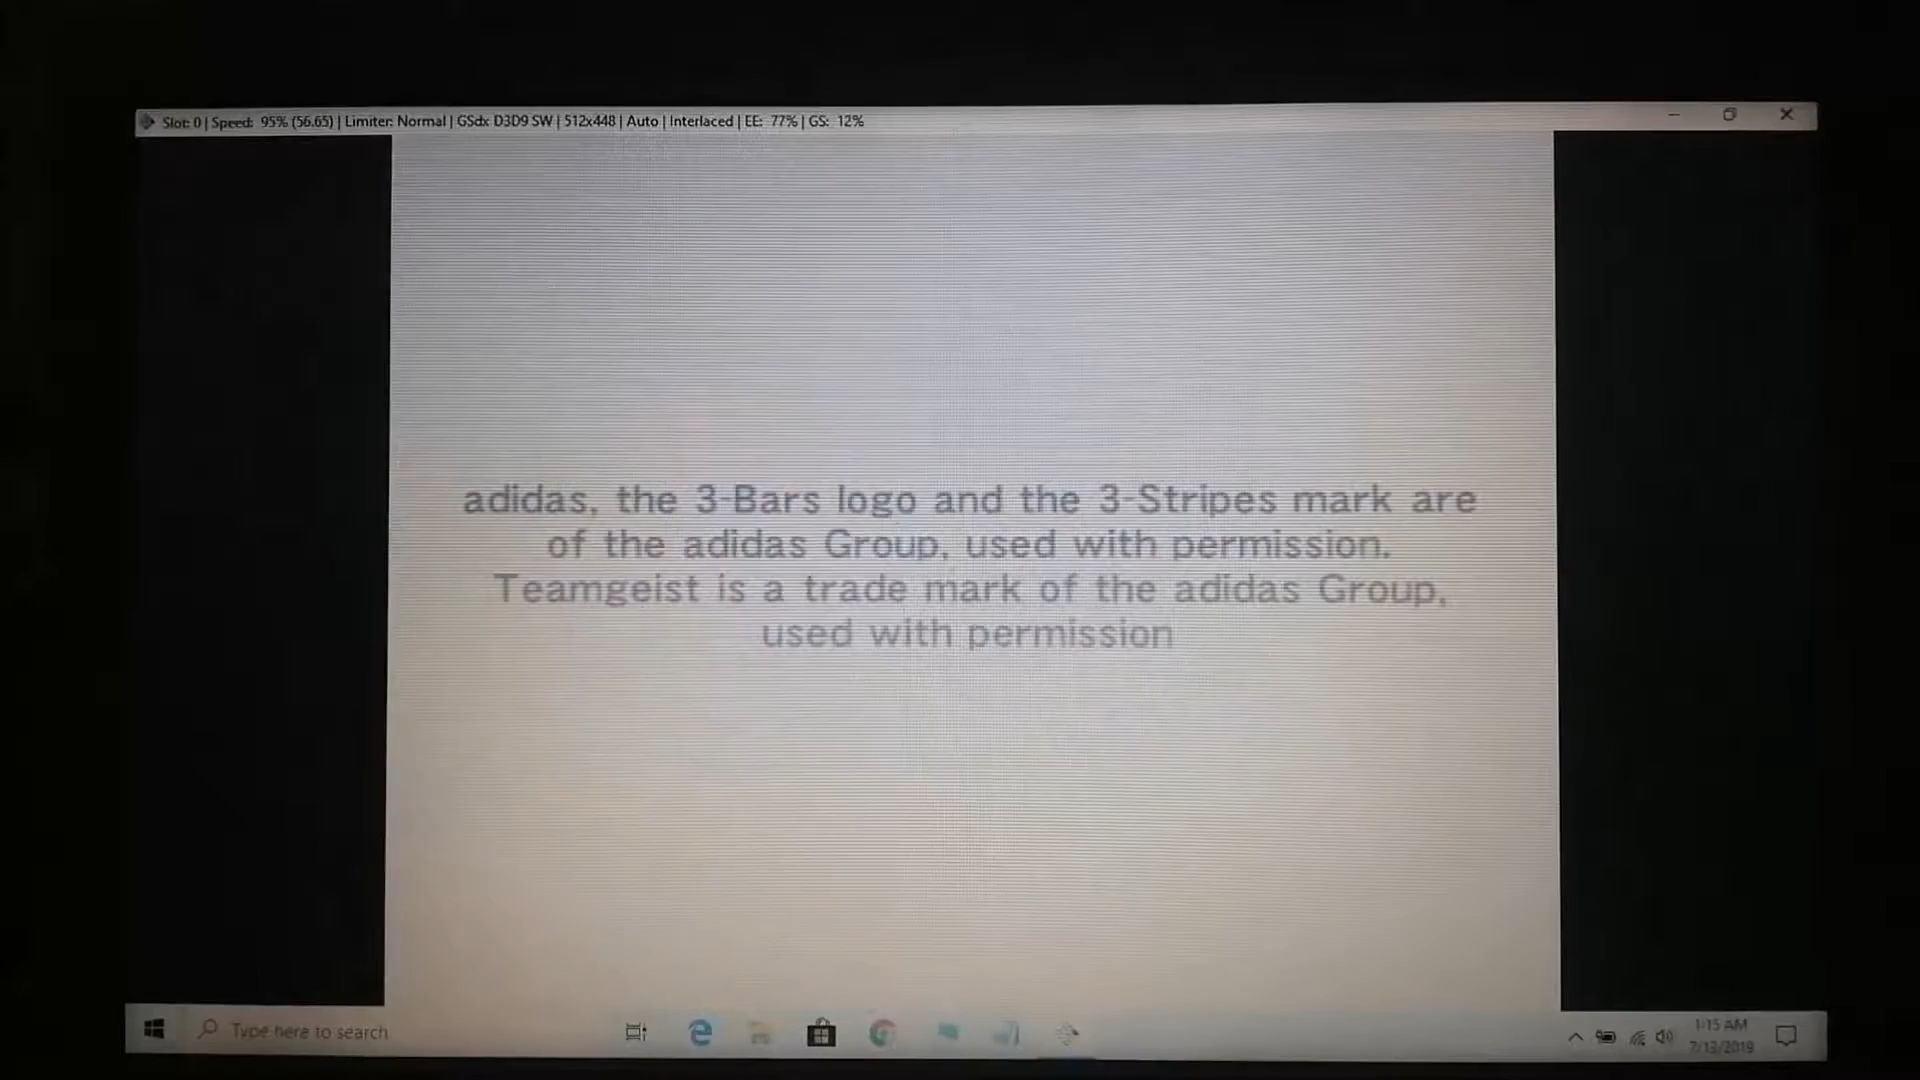 Slot: 0 | Speed: 95% (56.65) | Limiter: Normal | GSdx D3D9 SW | 512x448 | Auto | Interlaced | EE: 77% | GS: 12%
adidas, the 3-Bars logo and the 3-Stripes mark are
of the adidas Group, used with permission.
Teamgeist is a trade mark of the adidas Group,
used with permission
Type here to search
1:15 AM
7/13/2019